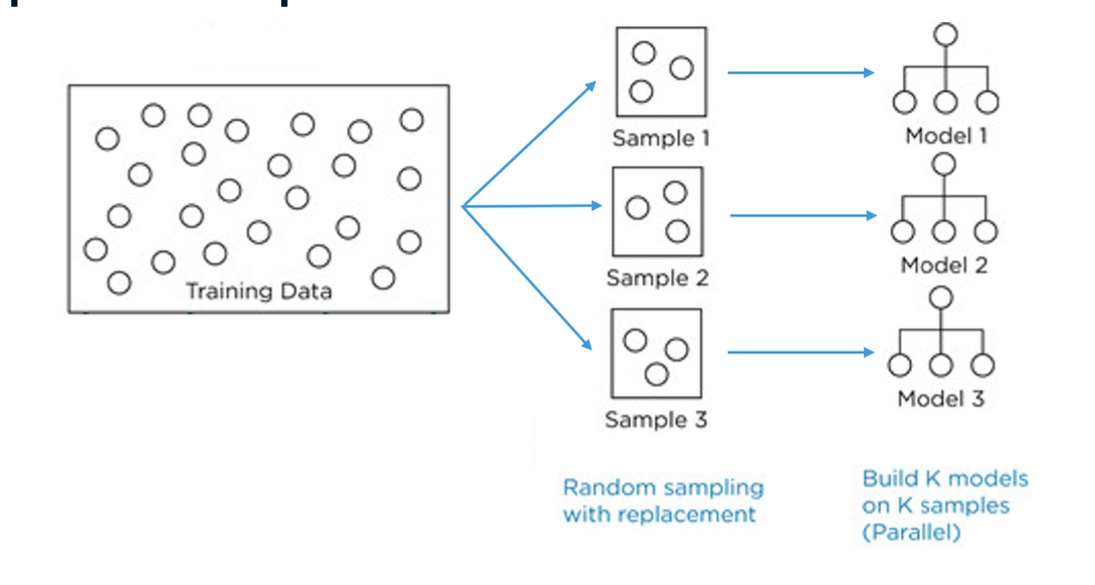 Training Data
Sample 1
Model 1
Sample 2
Model 2
Sample 3
Model 3
Random sampling
with replacement
Build K models
on K samples
(Parallel)